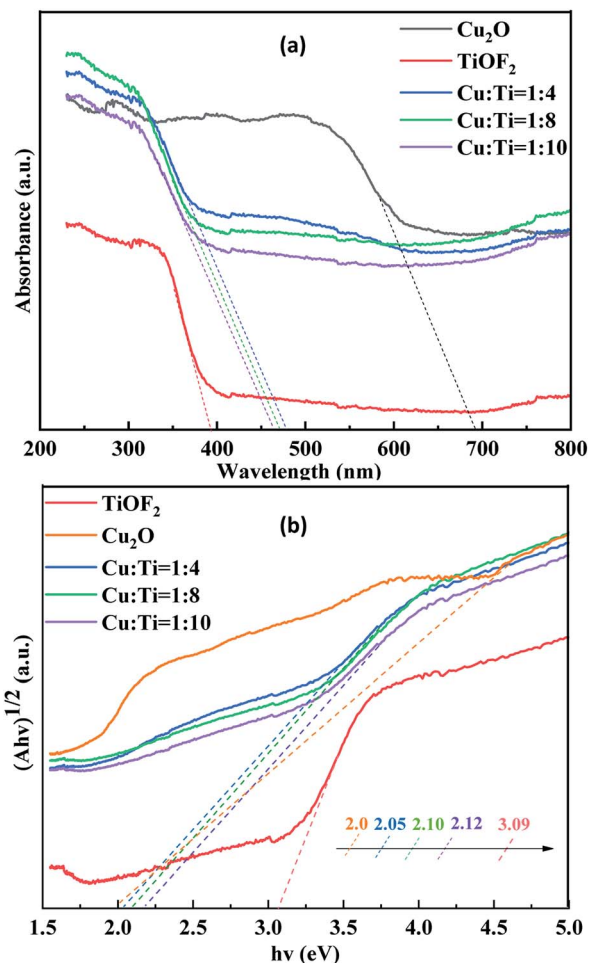 (a)
Cu₂O
TiOF₂
Cu:Ti=1:4
Cu:Ti=1:8
Cu:Ti=1:10
Absorbance (a.u.)
200 300 400 500 600 700 800
Wavelength (nm)
(b)
TiOF₂
Cu₂O
Cu:Ti=1:4
Cu:Ti=1:8
Cu:Ti=1:10
(Ahv)^1/2 (a.u.)
2.0 2.05 2.10 2.12 3.09
1.5 2.0 2.5 3.0 3.5 4.0 4.5 5.0
hv (eV)